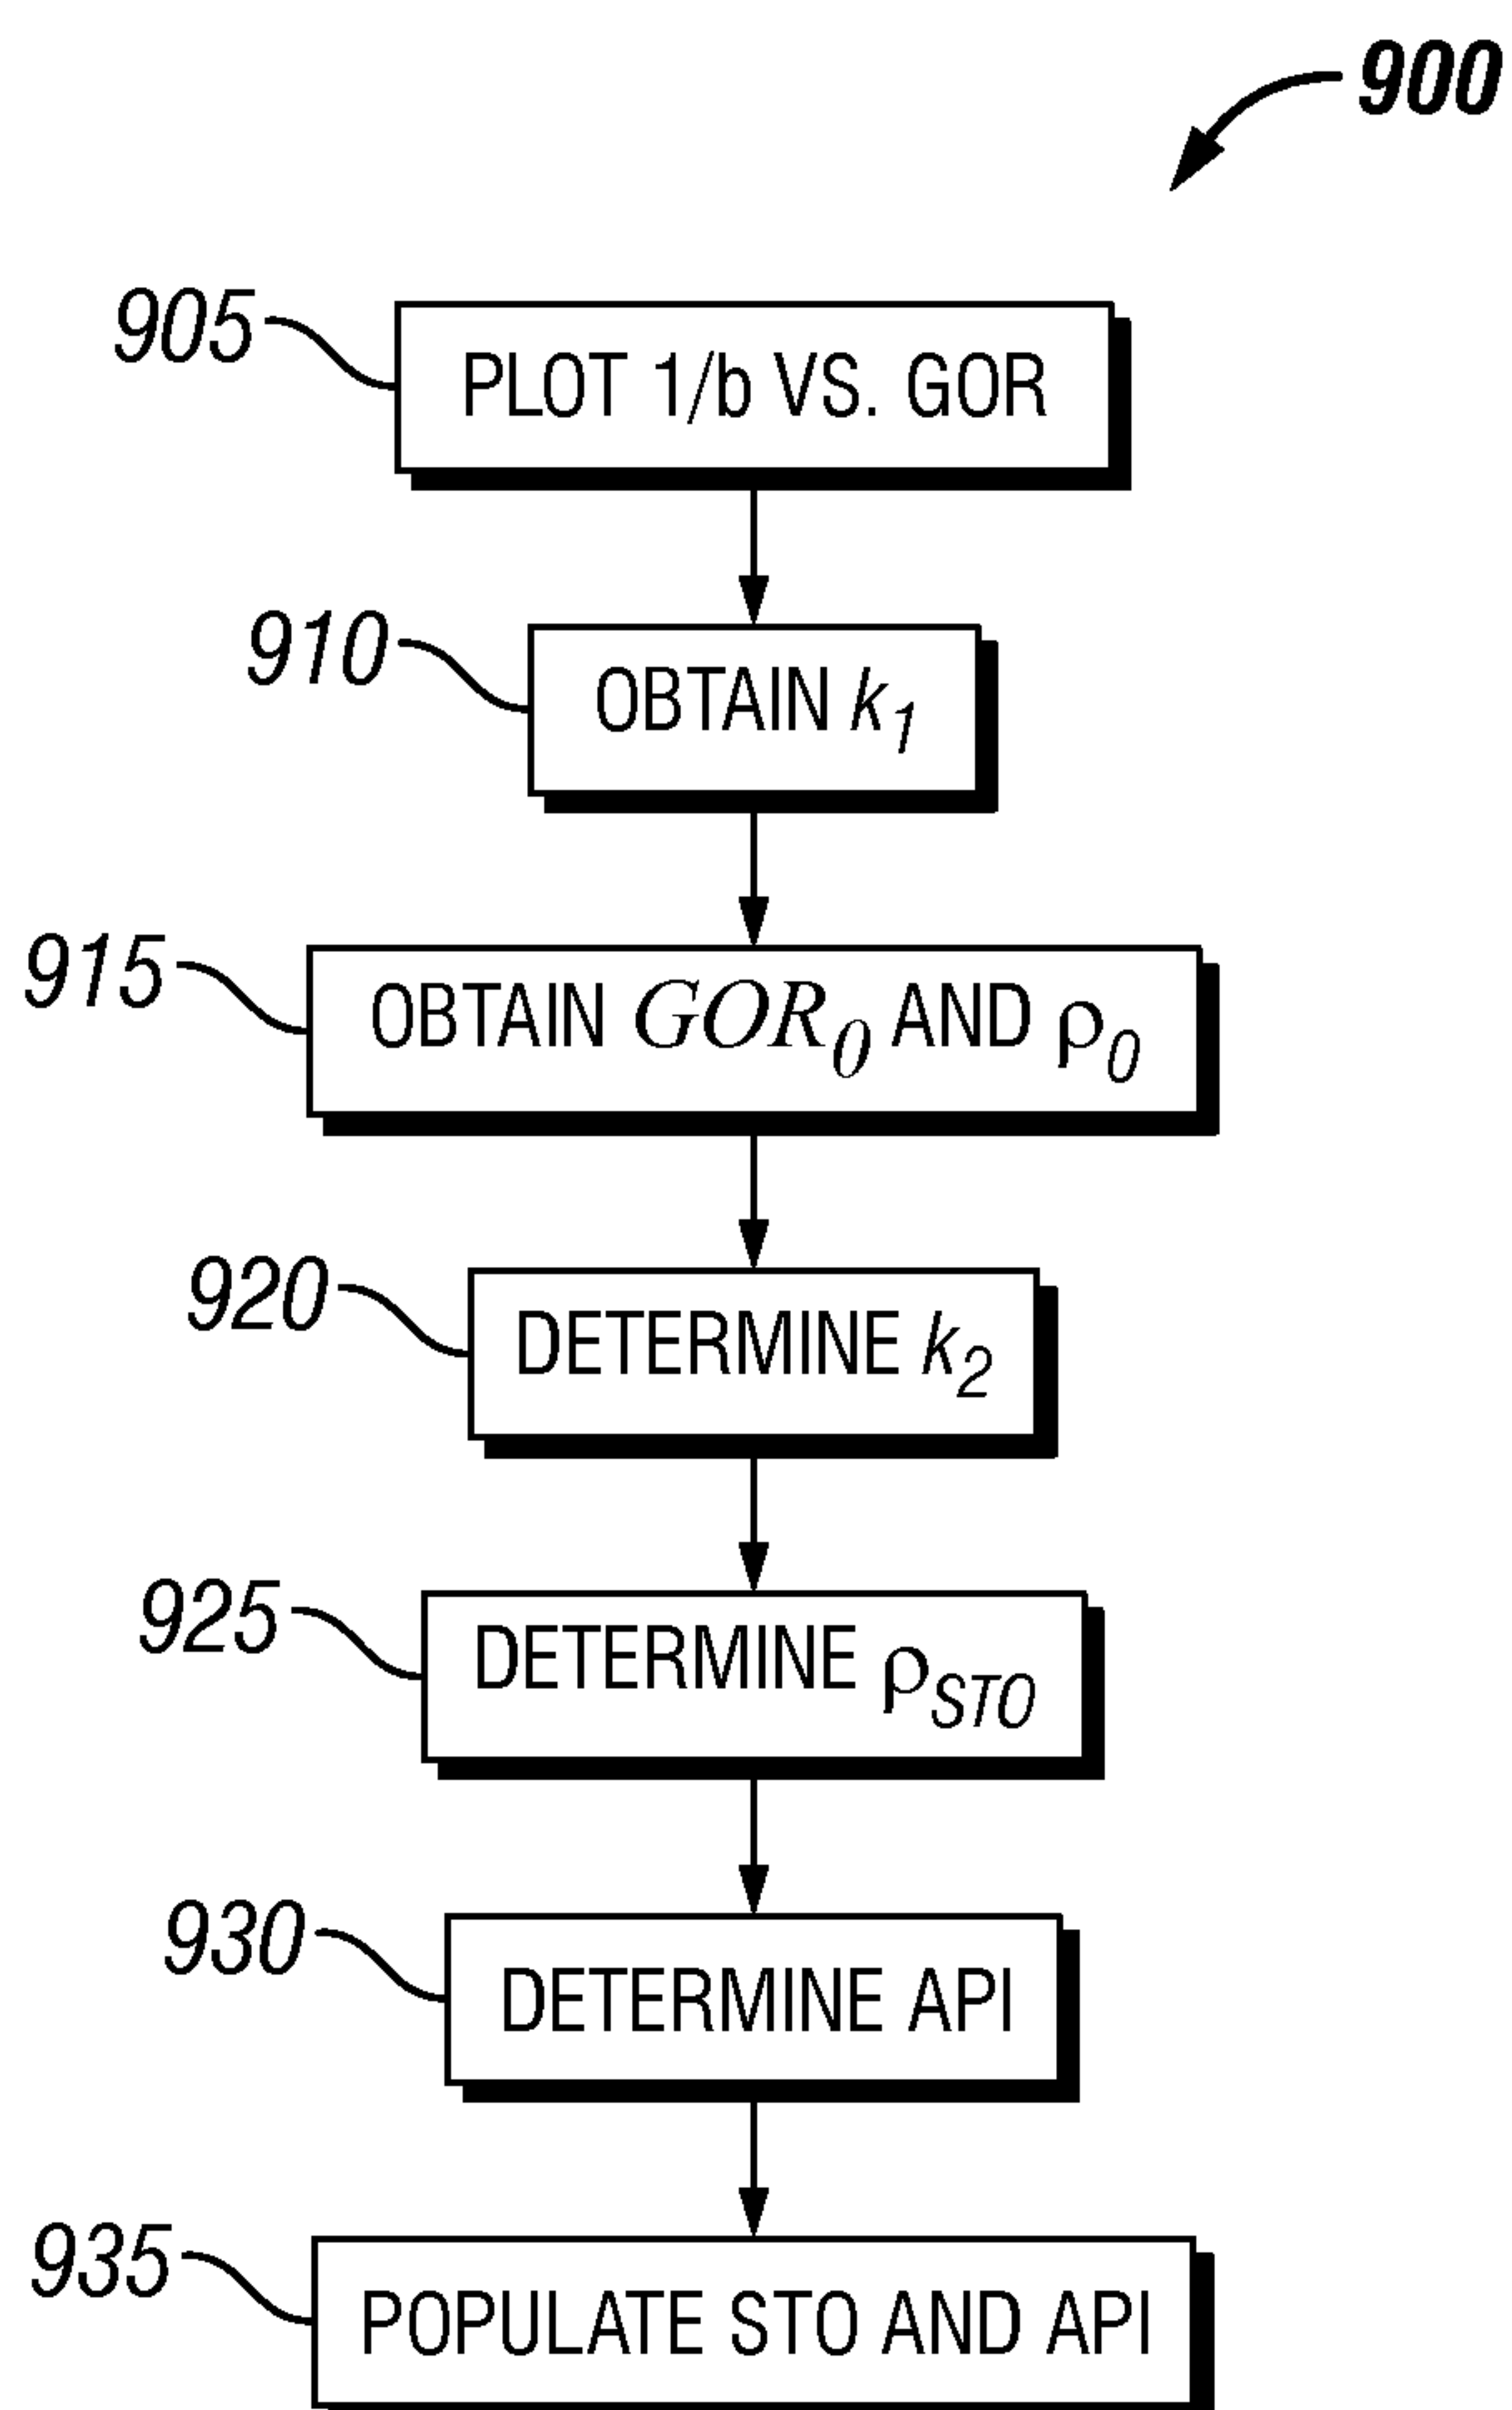 900
905
PLOT 1/b VS. GOR
910
OBTAIN k₁
915
OBTAIN GOR₀ AND ρ₀
920
DETERMINE k₂
925
DETERMINE ρSTO
930
DETERMINE API
935
POPULATE STO AND API